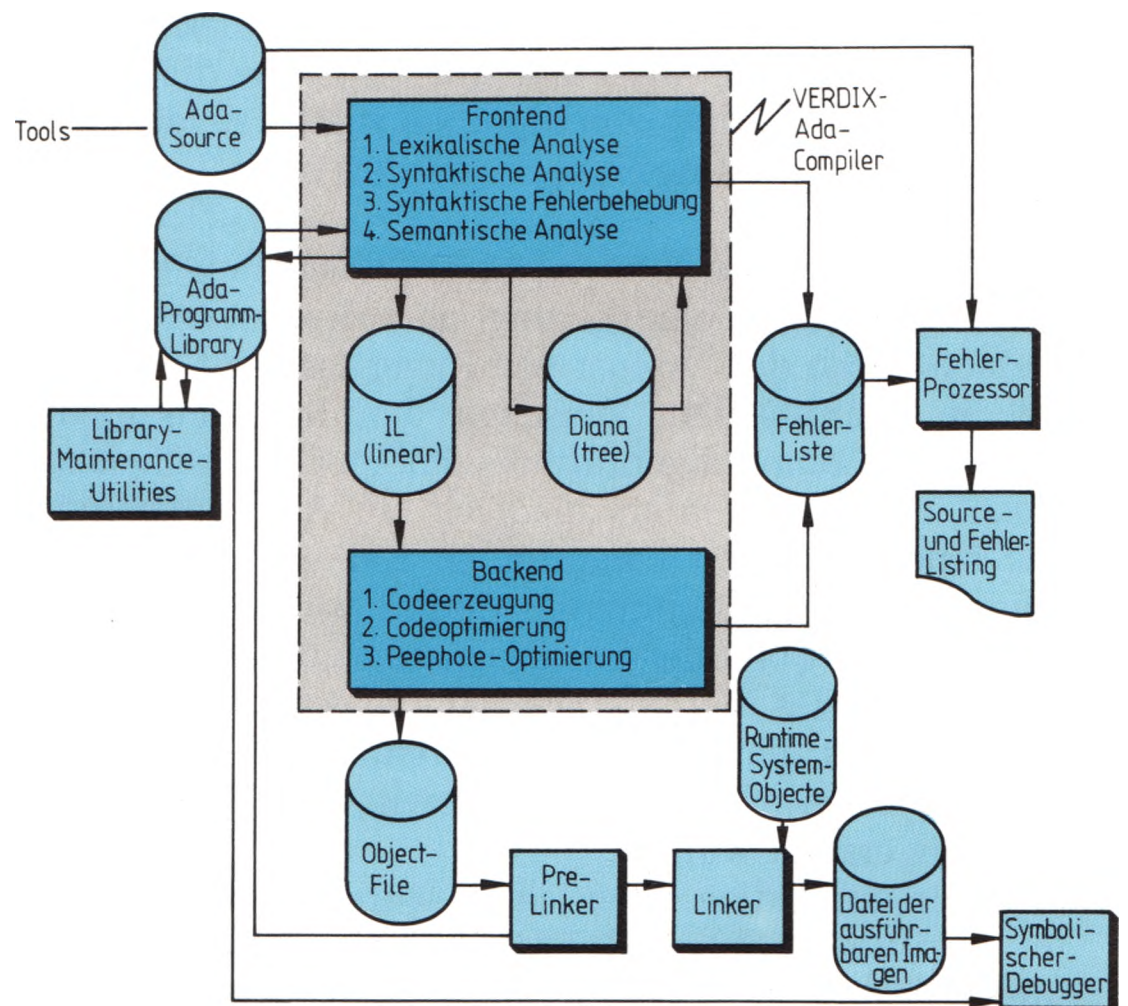 Ada-
Source
Tools
Frontend
1. Lexikalische Analyse
2. Syntaktische Analyse
3. Syntaktische Fehlerbehebung
4. Semantische Analyse
VERDIX-
Ada-
Compiler
Ada-
Programm-
Library
Library-
Maintenance-
Utilities
IL
(linear)
Diana
(tree)
Fehler-
Liste
Fehler-
Prozessor
Source-
und Fehler-
Listing
Backend
1. Codeerzeugung
2. Codeoptimierung
3. Peephole-Optimierung
Runtime-
System-
Objecte
Object-
File
Pre-
Linker
Linker
Datei der
ausführ-
baren Ima-
gen
Symboli-
scher-
Debugger